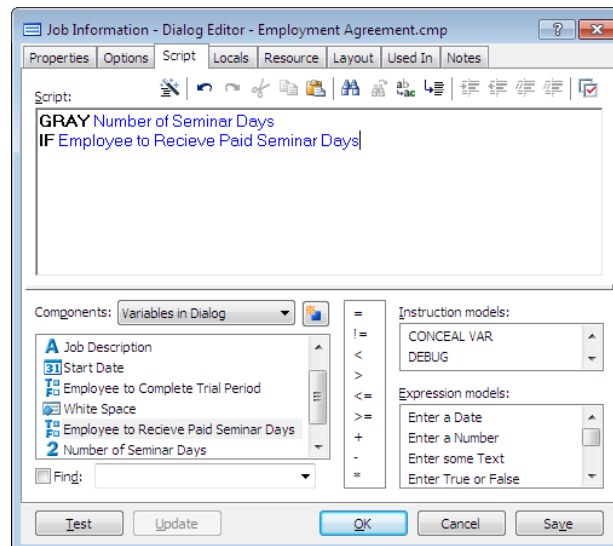 Job Information - Dialog Editor - Employment Agreement.cmp
Properties Options Script Locals Resource Layout Used In Notes
Script:
GRAY Number of Seminar Days
IF Employee to Recieve Paid Seminar Days
Components: Variables in Dialog
Job Description
Start Date
Employee to Complete Trial Period
White Space
Employee to Recieve Paid Seminar Days
Number of Seminar Days
Find:
=
!=
<
>
<=
>=
+
-
*
Instruction models:
CONCEAL VAR
DEBUG
Expression models:
Enter a Date
Enter a Number
Enter some Text
Enter True or False
Test Update OK Cancel Save